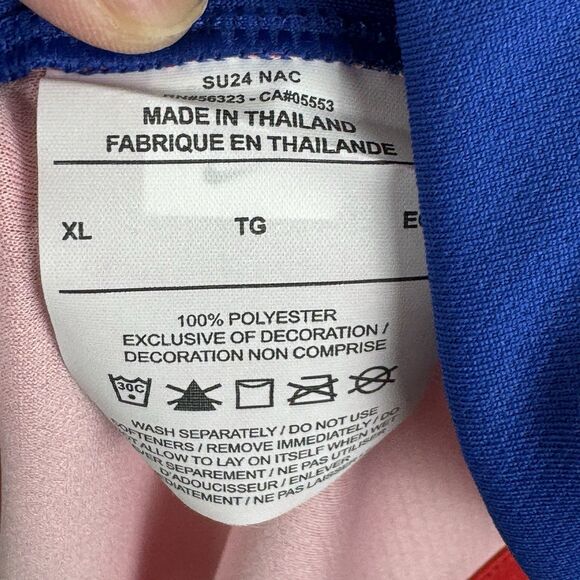 SU24 NAC
RN#56323 - CA#05553
MADE IN THAILAND
FABRIQUE EN THAILANDE
XL TG
100% POLYESTER
EXCLUSIVE OF DECORATION /
DECORATION NON COMPRISE
30C
WASH SEPARATELY / DO NOT USE
SOFTENERS / REMOVE IMMEDIATELY / DO
NOT ALLOW TO LAY ON ITSELF WHEN WET
LAVER SEPAREMENT / NE PAS UTILISER
D'ADOUCISSEUR / ENLEVER
/ NE PAS